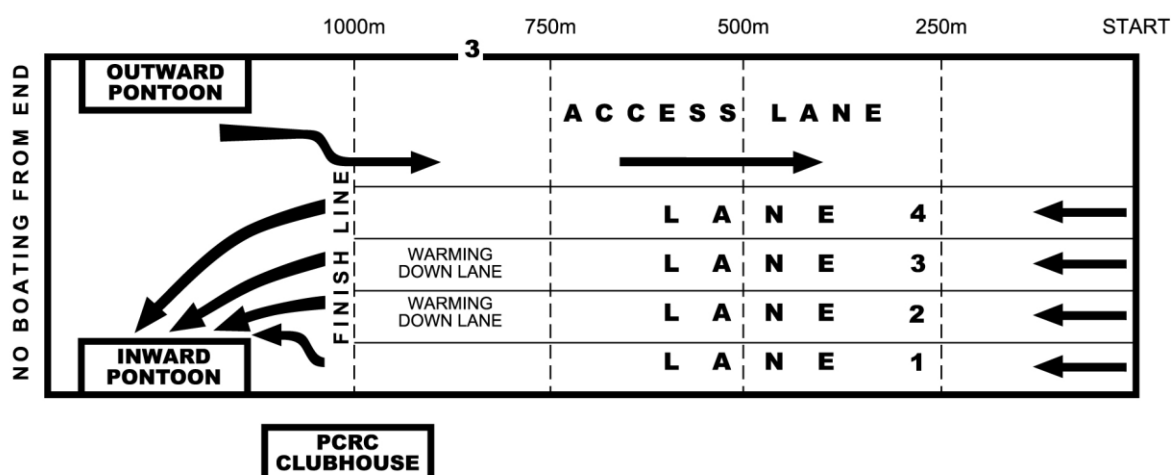 1000m 750m 500m 250m START
3
NO BOATING FROM END
OUTWARD
PONTOON
ACCESS LANE
FINISH LINE
LANE 4
WARMING
DOWN LANE
LANE 3
WARMING
DOWN LANE
LANE 2
LANE 1
INWARD
PONTOON
PCRC
CLUBHOUSE